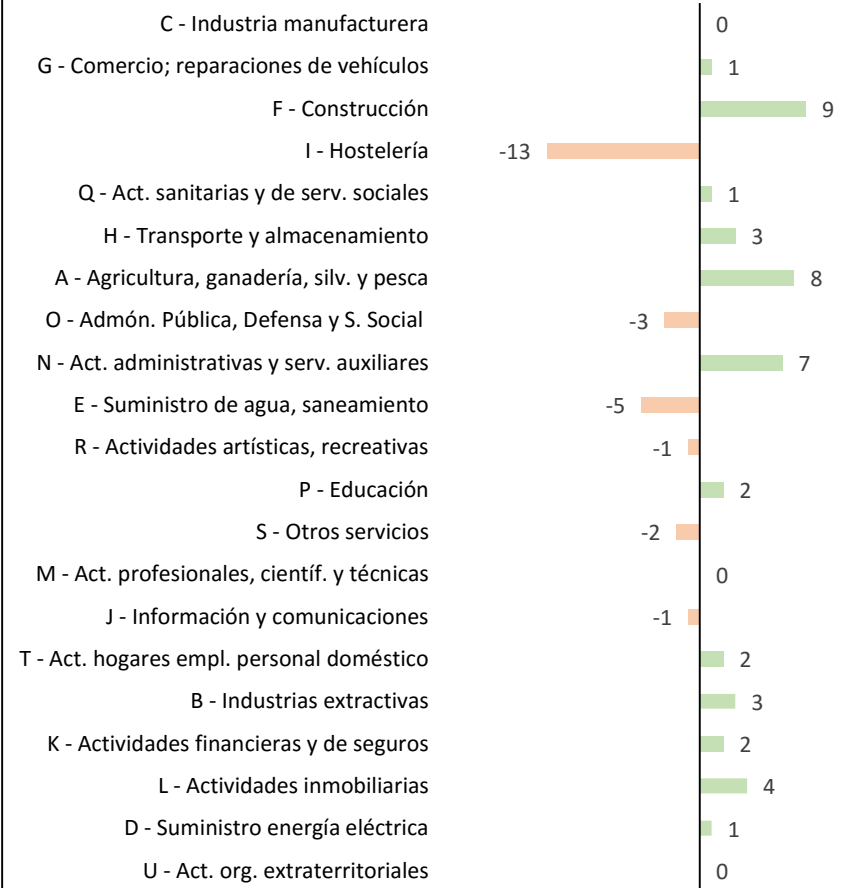 C - Industria manufacturera 0
G - Comercio; reparaciones de vehículos 1
F - Construcción 9
I - Hostelería -13
Q - Act. sanitarias y de serv. sociales 1
H - Transporte y almacenamiento 3
A - Agricultura, ganadería, silv. y pesca 8
O - Admón. Pública, Defensa y S. Social -3
N - Act. administrativas y serv. auxiliares 7
E - Suministro de agua, saneamiento -5
R - Actividades artísticas, recreativas -1
P - Educación 2
S - Otros servicios -2
M - Act. profesionales, científ. y técnicas 0
J - Información y comunicaciones -1
T - Act. hogares empl. personal doméstico 2
B - Industrias extractivas 3
K - Actividades financieras y de seguros 2
L - Actividades inmobiliarias 4
D - Suministro energía eléctrica 1
U - Act. org. extraterritoriales 0